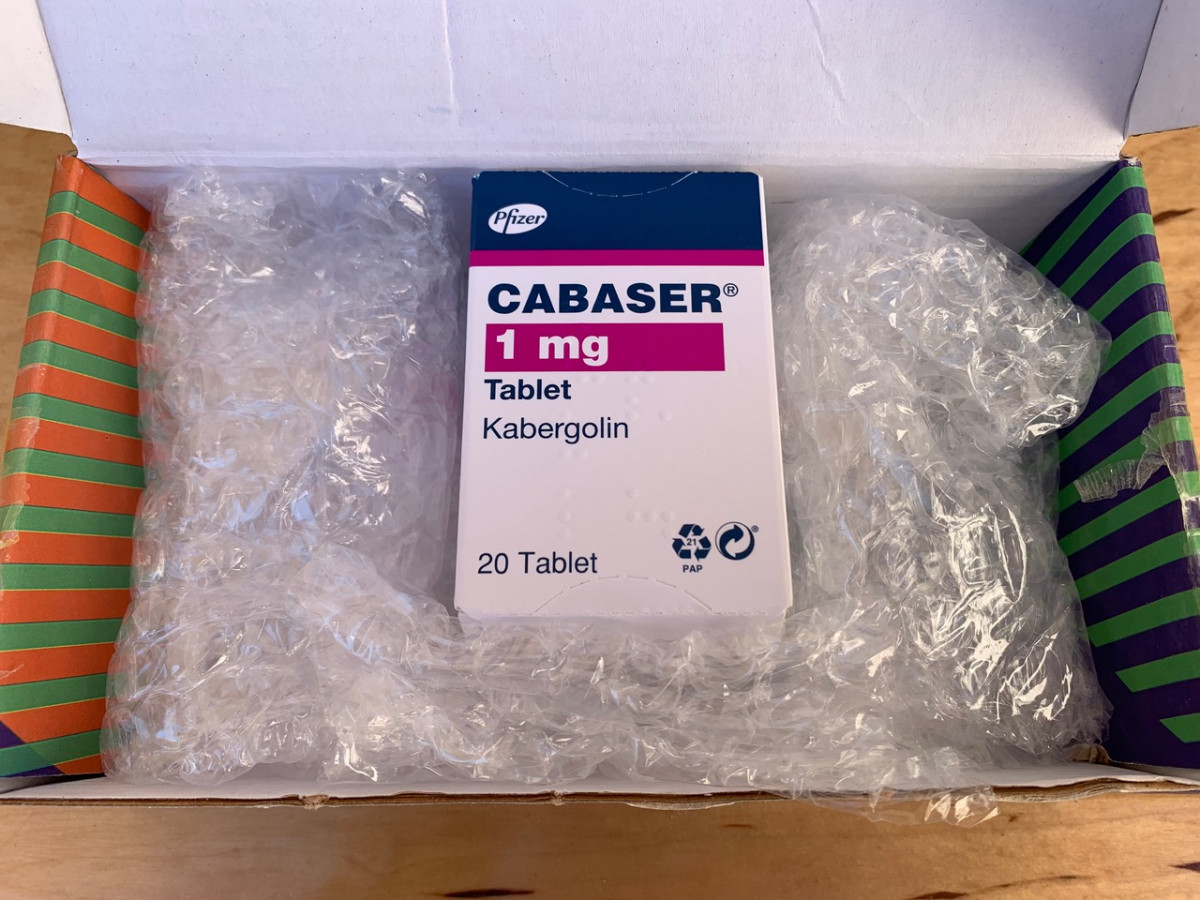 Pfizer
CABASER®
1 mg
Tablet
Kabergolin
20 Tablet
21
PAP
®